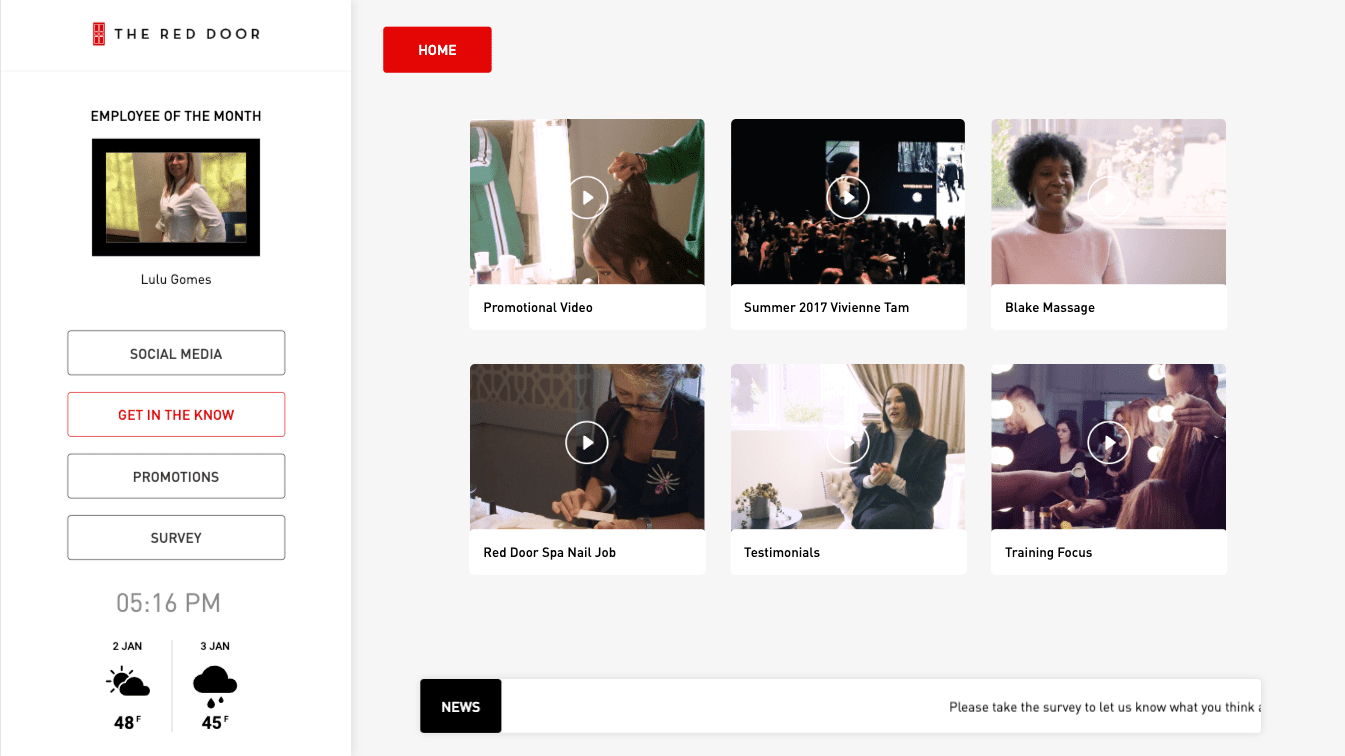 THE RED DOOR
EMPLOYEE OF THE MONTH
Lulu Gomes
SOCIAL MEDIA
GET IN THE KNOW
PROMOTIONS
SURVEY
05:16 PM
2 JAN
3 JAN
48 F
45 F
HOME
VIVIENNE TAM
Promotional Video
Summer 2017 Vivienne Tam
Blake Massage
Red Door Spa Nail Job
Testimonials
Training Focus
NEWS
Please take the survey to let us know what you think